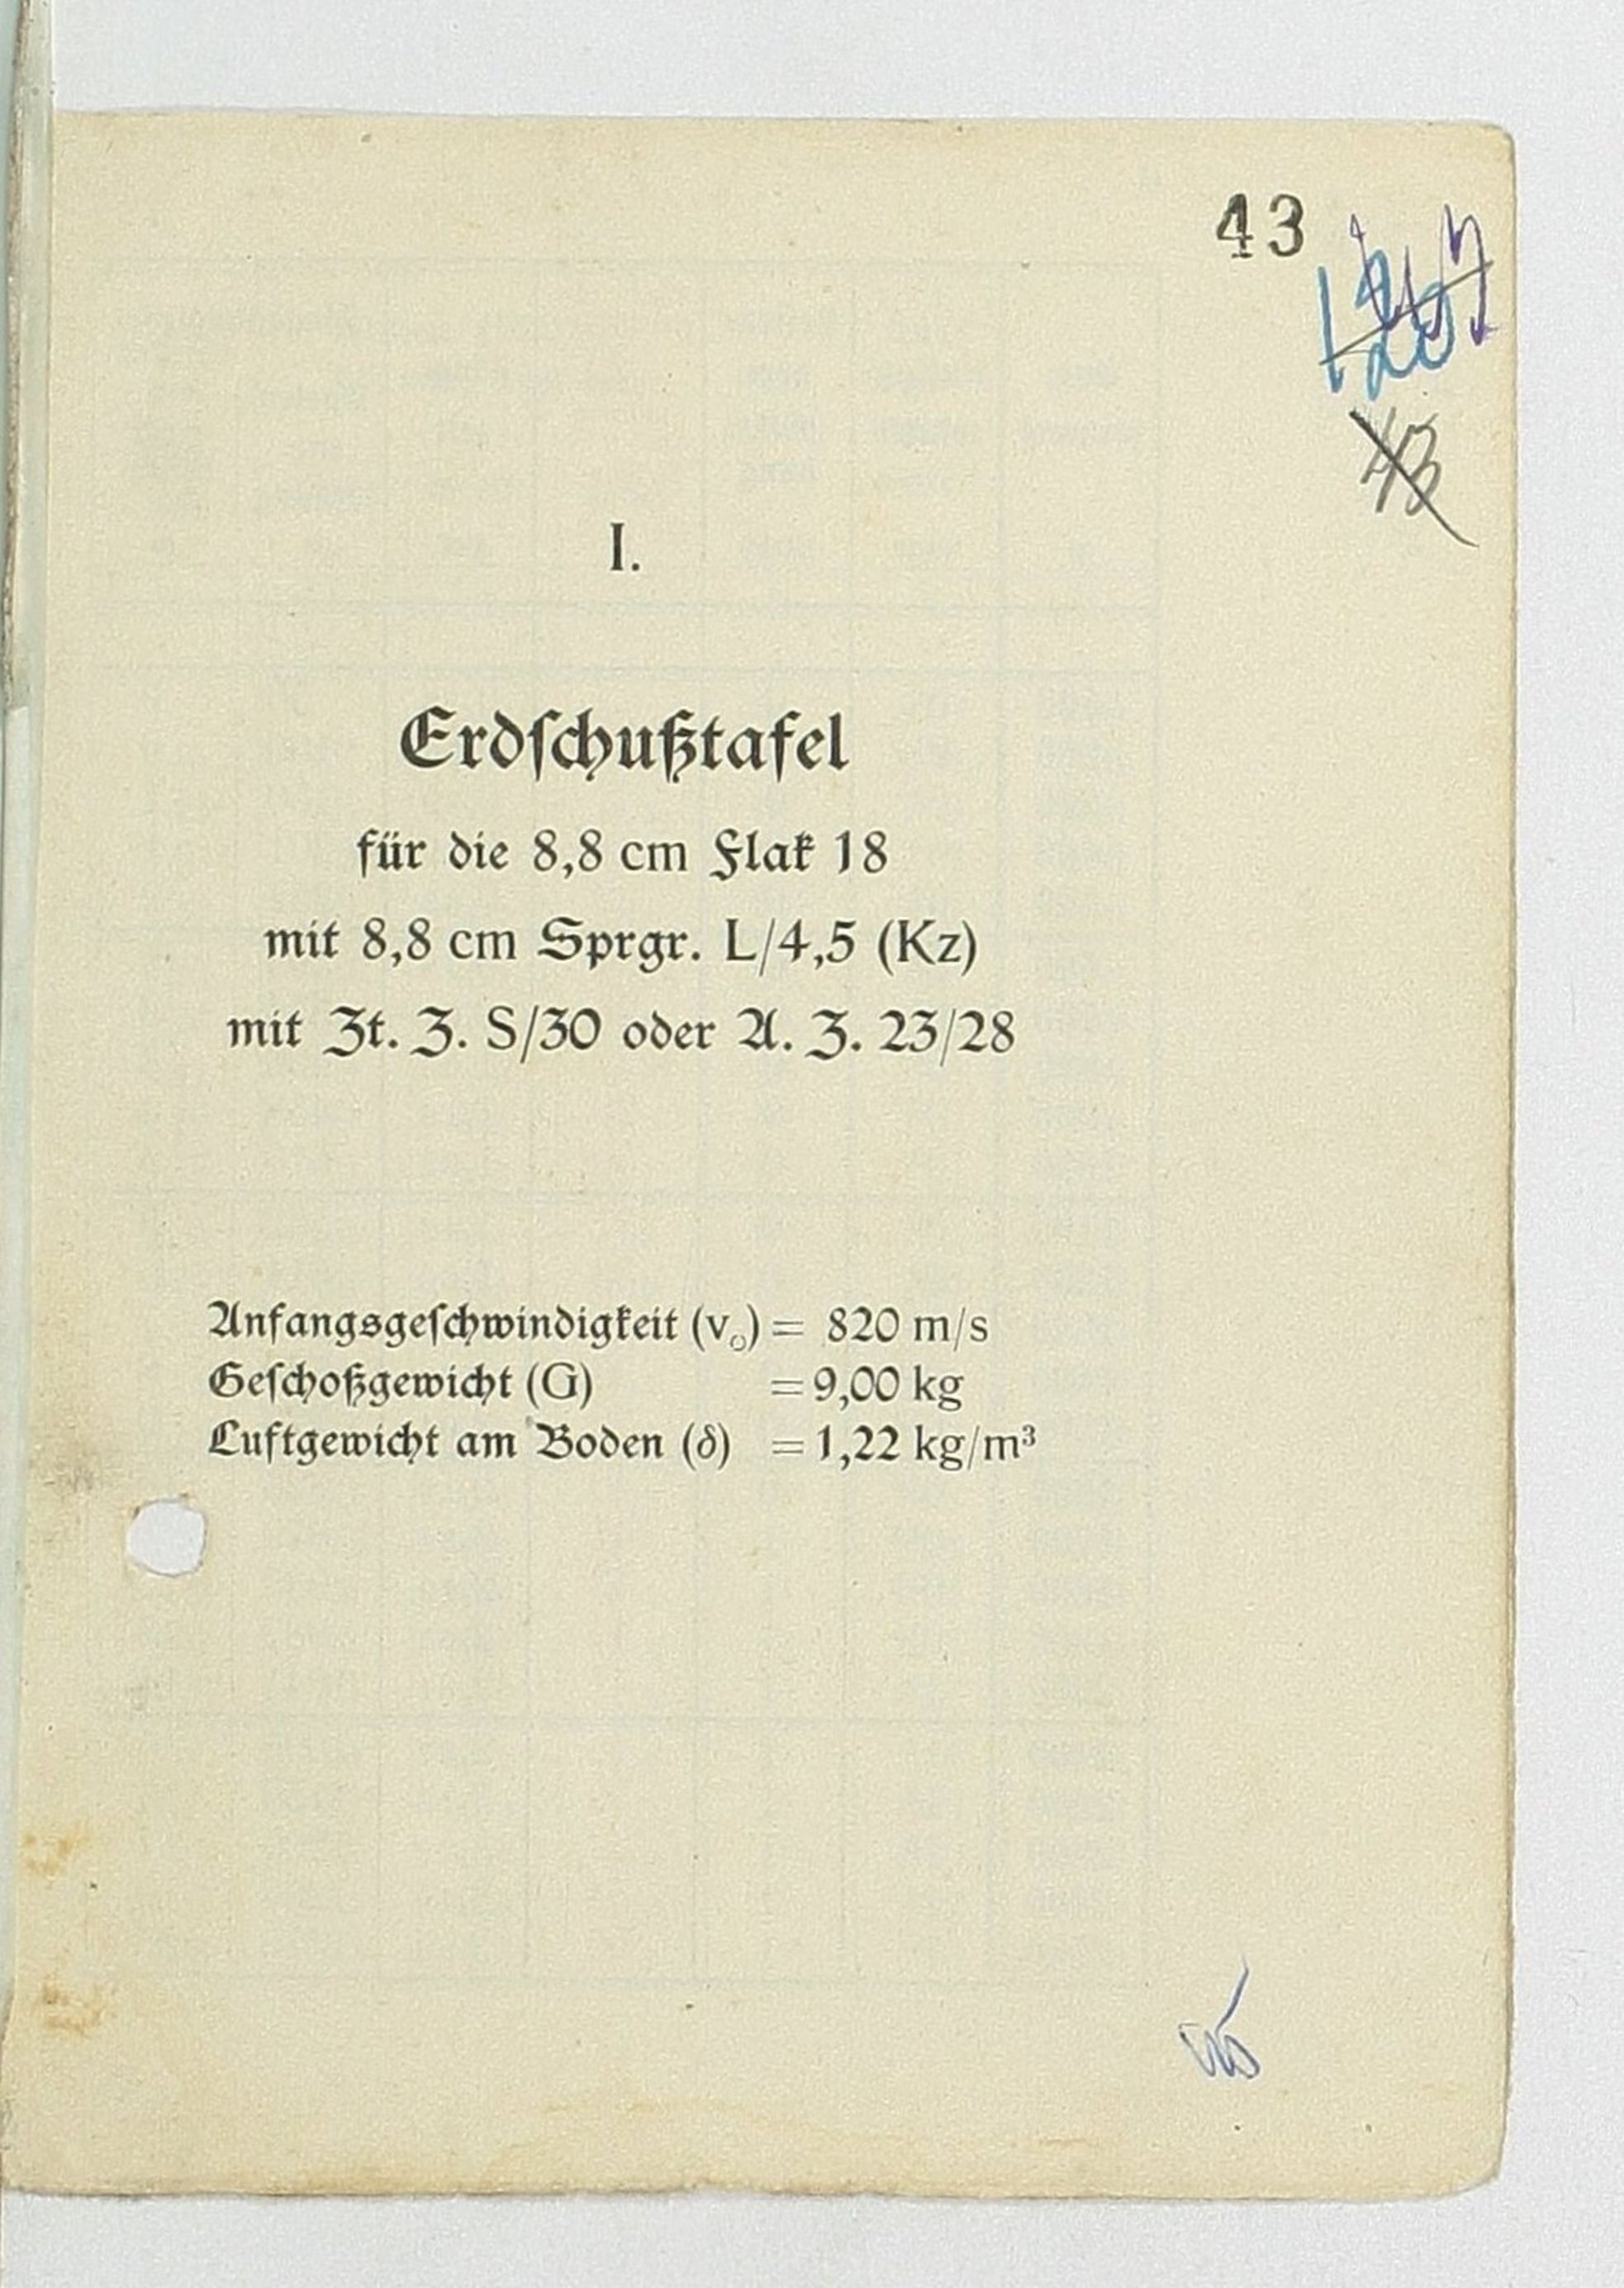 43
43
I.
Erdschußtafel
für die 8,8 cm Flak 18
mit 8,8 cm Sprgr. L/4,5 (Kz)
mit Zt. Z. S/30 oder A. Z. 23/28
Anfangsgeschwindigkeit (v₀) = 820 m/s
Geschoßgewicht (G) = 9,00 kg
Luftgewicht am Boden (δ) = 1,22 kg/m³